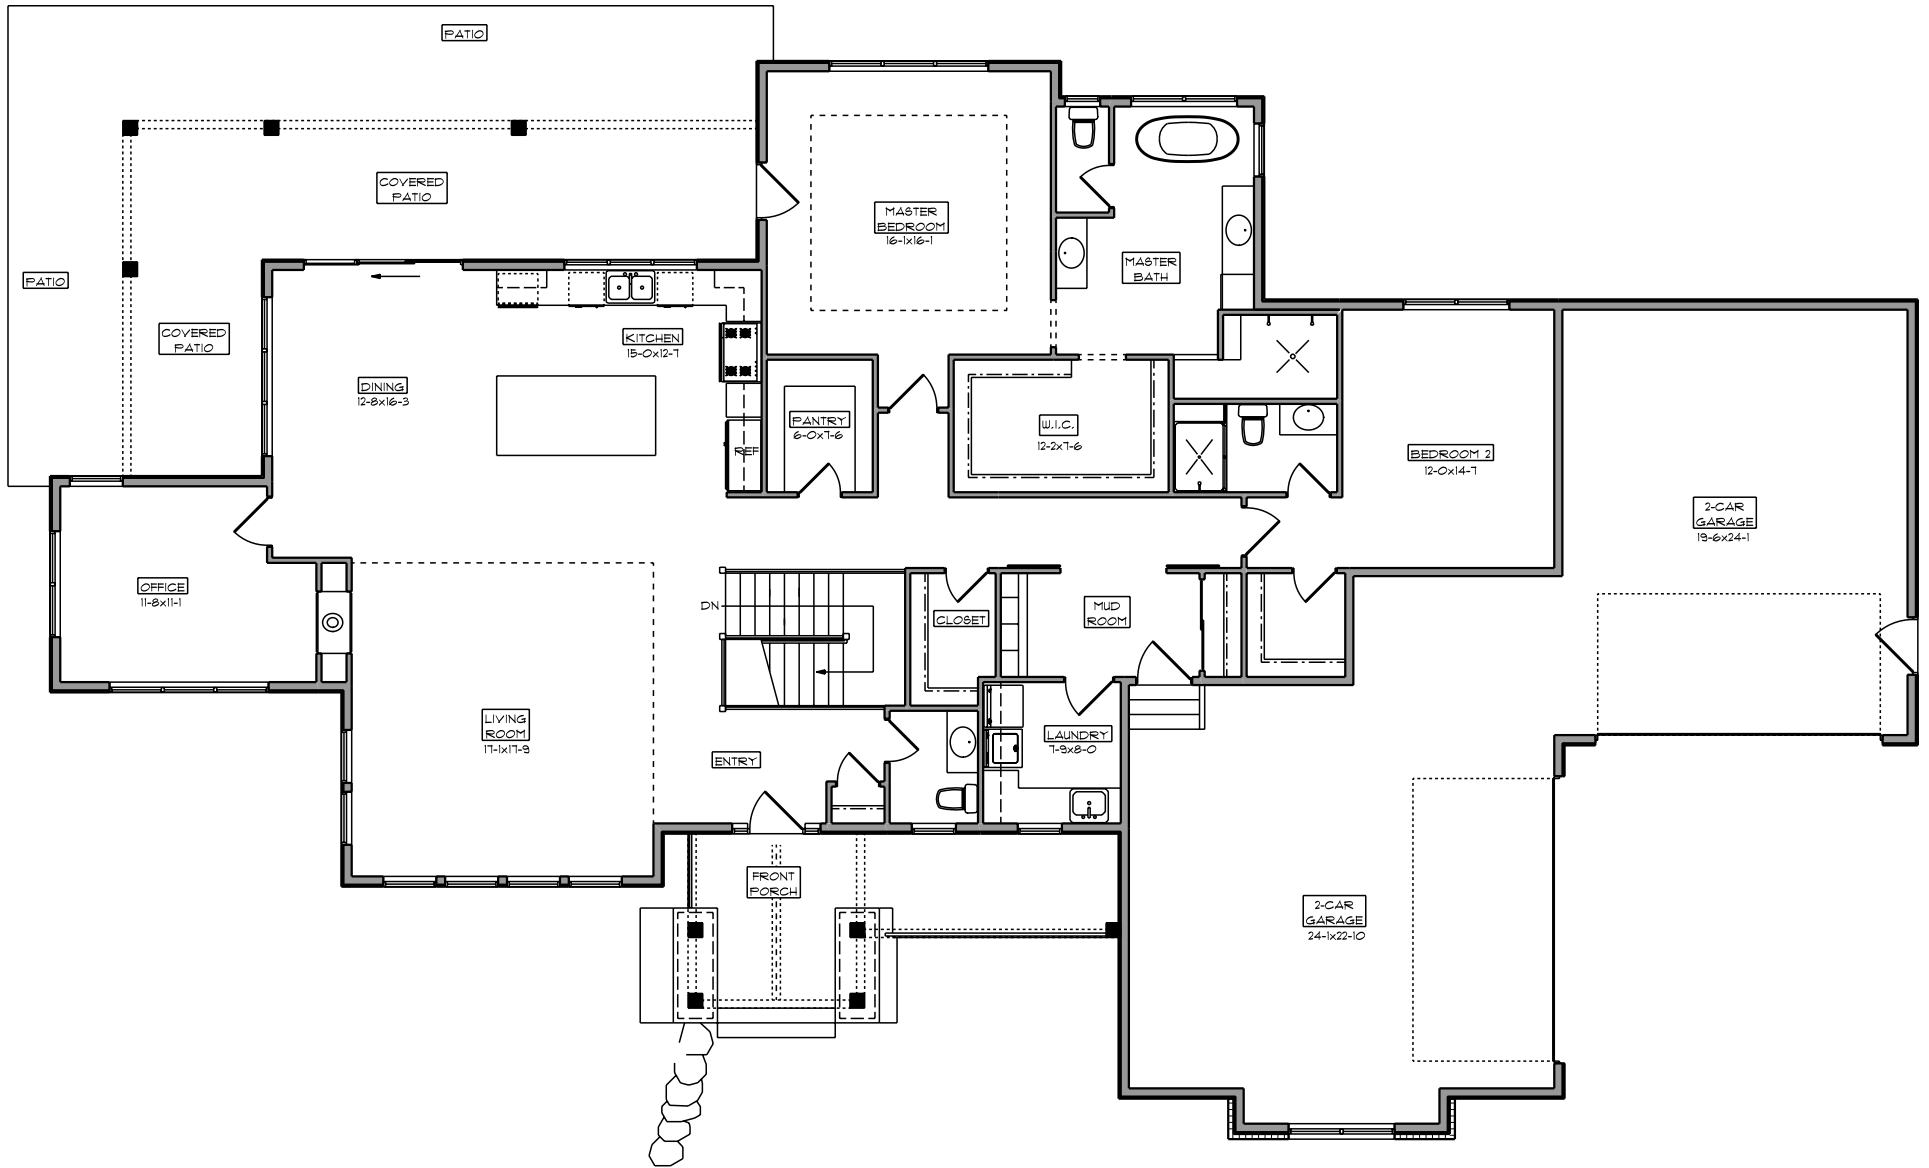 PATIO
COVERED
PATIO
MASTER
BEDROOM
16-1x16-1
MASTER
BATH
PATIO
COVERED
PATIO
KITCHEN
15-0x12-7
DINING
12-8x16-3
PANTRY
6-0x7-6
W.I.C.
12-2x7-6
REF
BEDROOM 2
12-0x14-7
2-CAR
GARAGE
19-6x24-1
OFFICE
11-8x11-1
DN
CLOSET
MUD
ROOM
LIVING
ROOM
17-1x17-9
ENTRY
LAUNDRY
7-9x8-0
FRONT
PORCH
2-CAR
GARAGE
24-1x22-10